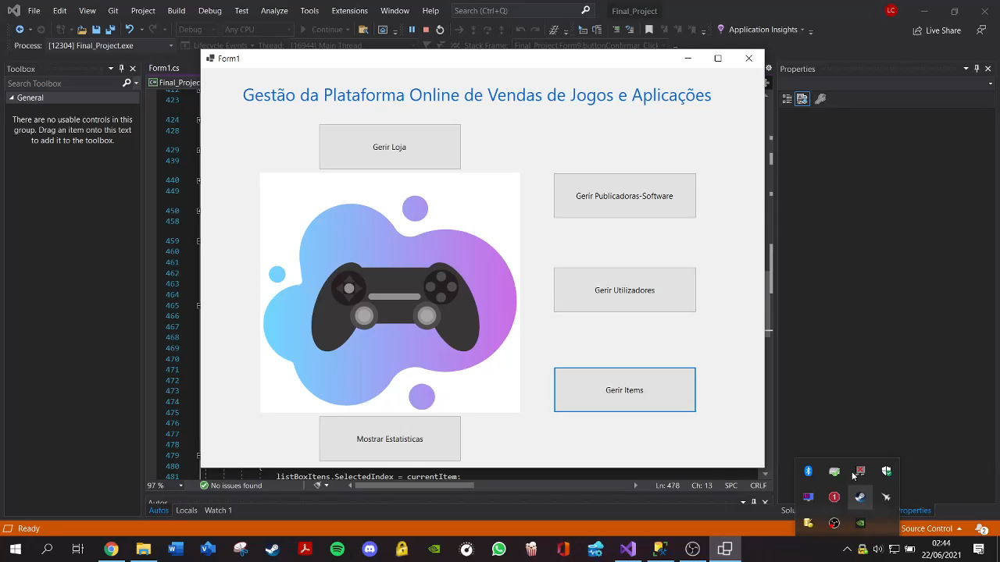 File Edit View Git Project Build Debug Test Analyze Tools Extensions Window Help Search (Ctrl+Q) Final_Project LC
Debug Any CPU Continue Application Insights Live Share
Process: [12304] Final_Project.exe Lifecycle Events Thread: [16944] Main Thread Stack Frame: Final_Project.Form9.buttonConfirmar
Toolbox Form1.cs Form1 Properties
Search Toolbox Final_Projec
General
There are no usable controls in this group. Drag an item onto this text to add it to the toolbox.
Gestão da Plataforma Online de Vendas de Jogos e Aplicações
Gerir Loja
Gerir Publicadoras-Software
Gerir Utilizadores
Gerir Items
Mostrar Estatisticas
423
424
428
429
439
440
449
450
458
459
460
461
462
463
464
465
466
467
468
469
470
471
472
473
474
475
476
477
478
479
480
481 listBoxItens.SelectedIndex = currentItem;
97 % No issues found Ln: 478 Ch: 13 SPC CRLF
Autos
Autos Locals Watch 1 Properties
Ready Source Control 2
1
02:44
22/06/2021 2